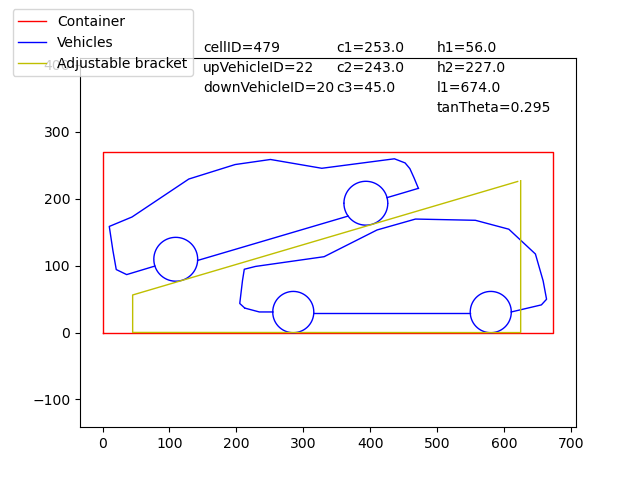 Container
Vehicles
Adjustable bracket
cellID=479 c1=253.0 h1=56.0
upVehicleID=22 c2=243.0 h2=227.0
downVehicleID=20 c3=45.0 l1=674.0
tanTheta=0.295
400
300
200
100
0
−100
0 100 200 300 400 500 600 700